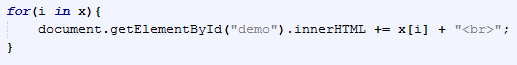 for(i in x){
    document.getElementById("demo").innerHTML += x[i] + "<br>";
}